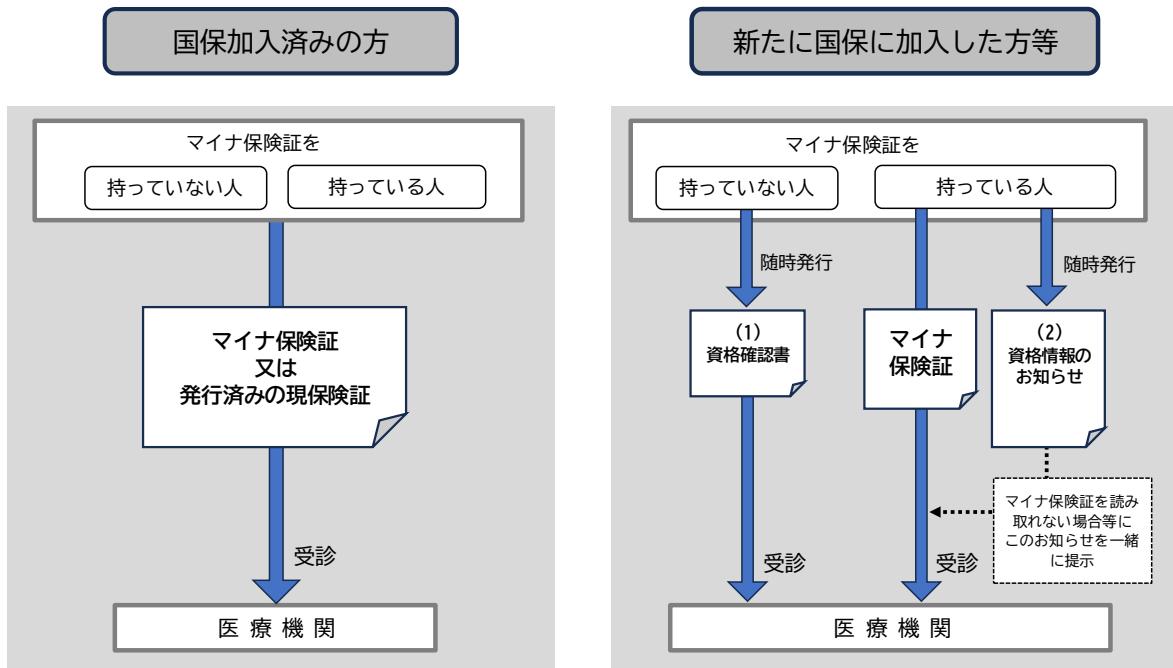 国保加入済みの方
マイナ保険証を
持っていない人
持っている人
マイナ保険証
又は
発行済みの現保険証
受診
医療機関
新たに国保に加入した方等
マイナ保険証を
持っていない人
持っている人
随時発行
随時発行
(1)
資格確認書
マイナ
保険証
(2)
資格情報の
お知らせ
マイナ保険証を読み
取れない場合等に
このお知らせを一緒
に提示
受診
受診
医療機関